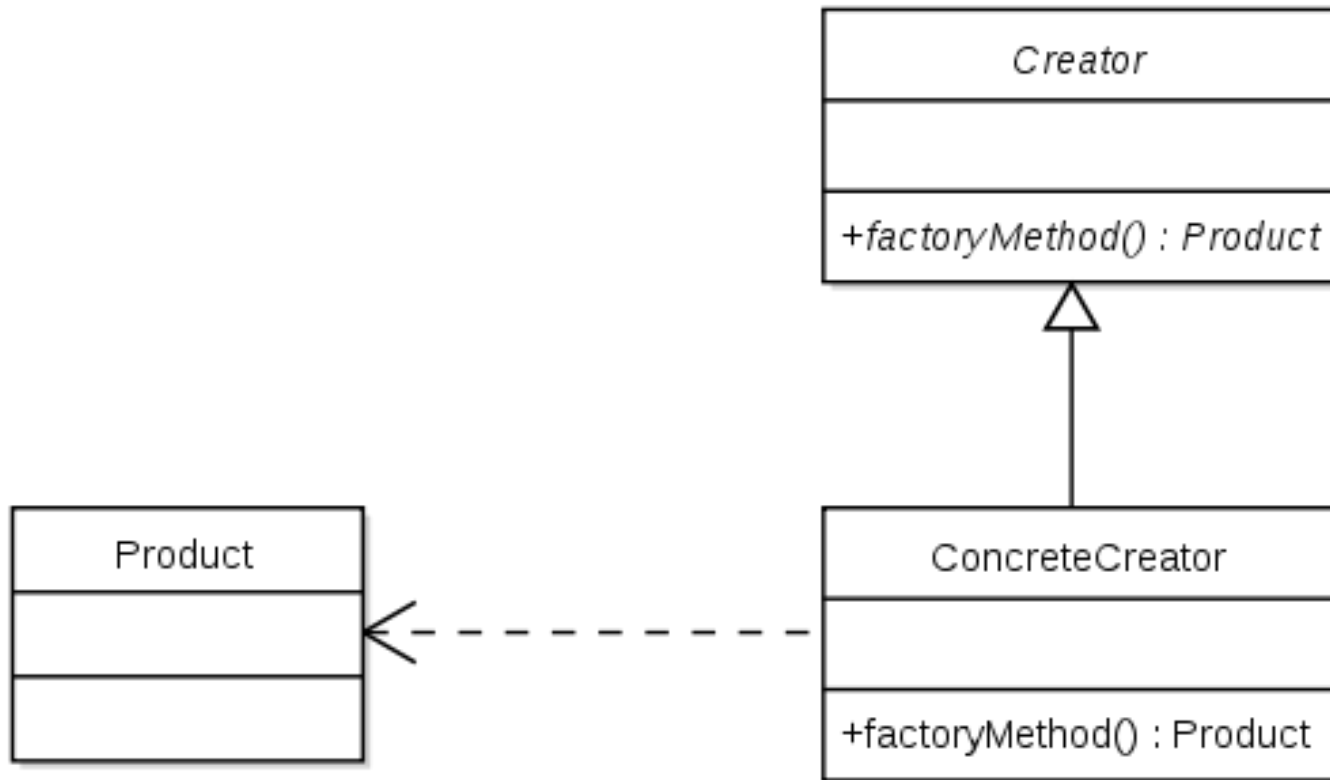 Creator
+factoryMethod() : Product
Product
ConcreteCreator
+factoryMethod() : Product